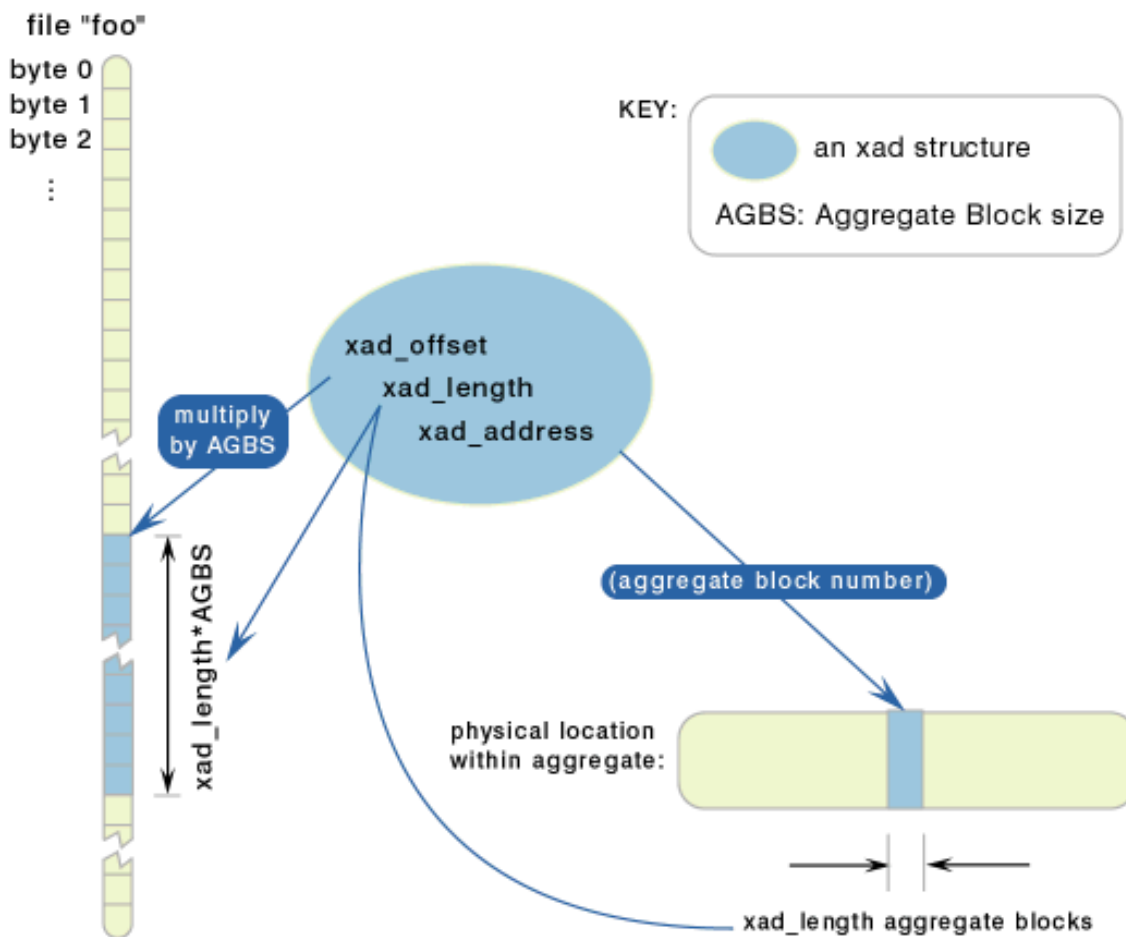 file "foo"
byte 0
byte 1
byte 2
...
KEY:
an xad structure
AGBS: Aggregate Block size
xad_offset
xad_length
xad_address
multiply
by AGBS
xad_length*AGBS
(aggregate block number)
physical location
within aggregate:
xad_length aggregate blocks